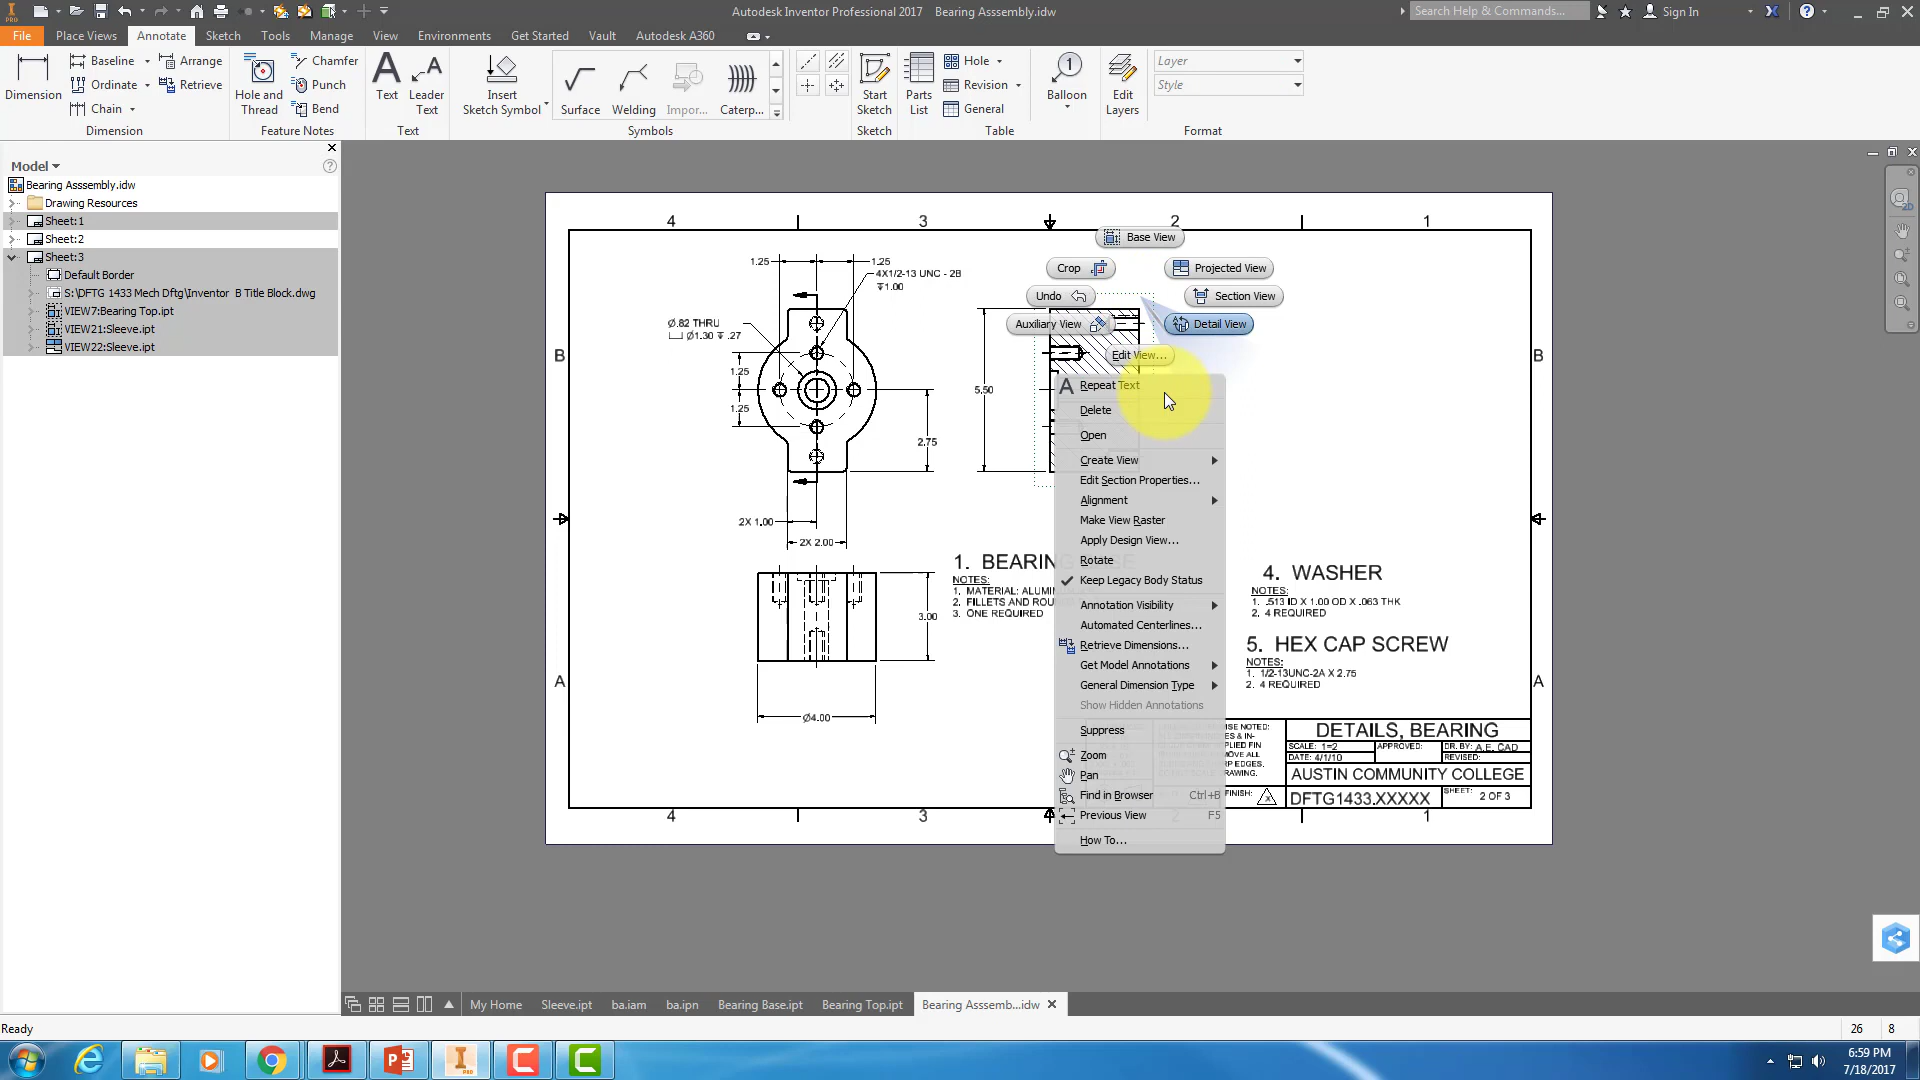 Autodesk Inventor Professional 2017 Bearing Asssembly.idw
Search Help & Commands...
Sign In
File Place Views Annotate Sketch Tools Manage View Environments Get Started Vault Autodesk A360
Dimension
Baseline
Ordinate
Chain
Arrange
Retrieve
Dimension
Hole and Thread
Chamfer
Punch
Bend
Feature Notes
Text
Leader Text
Text
Insert Sketch Symbol
Surface
Welding
Impor...
Caterp...
Symbols
Start Sketch
Sketch
Parts List
Hole
Revision
General
Table
Balloon
Edit Layers
Layer
Style
Format
Model
Bearing Asssembly.idw
Drawing Resources
Sheet:1
Sheet:2
Sheet:3
Default Border
S:\DFTG 1433 Mech Dftg\Inventor B Title Block.dwg
VIEW7:Bearing Top.ipt
VIEW21:Sleeve.ipt
VIEW22:Sleeve.ipt
4 3 2 1
Base View
Crop
Projected View
Undo
Section View
Auxiliary View
Detail View
Edit View...
1.25
1.25
4X1/2-13 UNC - 2B
↧1.00
Ø.82 THRU
⌴ Ø1.30 ↧ .27
1.25
1.25
2.75
5.50
2X 1.00
2X 2.00
3.00
Ø4.00
B B
A A
Repeat Text
Delete
Open
Create View
Edit Section Properties...
Alignment
Make View Raster
Apply Design View...
Rotate
Keep Legacy Body Status
Annotation Visibility
Automated Centerlines...
Retrieve Dimensions...
Get Model Annotations
General Dimension Type
Show Hidden Annotations
Suppress
Zoom
Pan
Find in Browser Ctrl+B
Previous View F5
How To...
1. BEARING
NOTES:
1. MATERIAL: ALUMIN
2. FILLETS AND ROU
3. ONE REQUIRED
4. WASHER
NOTES:
1. .513 ID X 1.00 OD X .063 THK
2. 4 REQUIRED
5. HEX CAP SCREW
NOTES:
1. 1/2-13UNC-2A X 2.75
2. 4 REQUIRED
FINISH:
DETAILS, BEARING
SCALE: 1=2 APPROVED: DR. BY: A.E. CAD
DATE: 4/1/10 REVISED:
AUSTIN COMMUNITY COLLEGE
DFTG1433.XXXXX SHEET: 2 OF 3
4 3 2 1
My Home Sleeve.ipt ba.iam ba.ipn Bearing Base.ipt Bearing Top.ipt Bearing Asssemb...idw
Ready 26 8
6:59 PM
7/18/2017